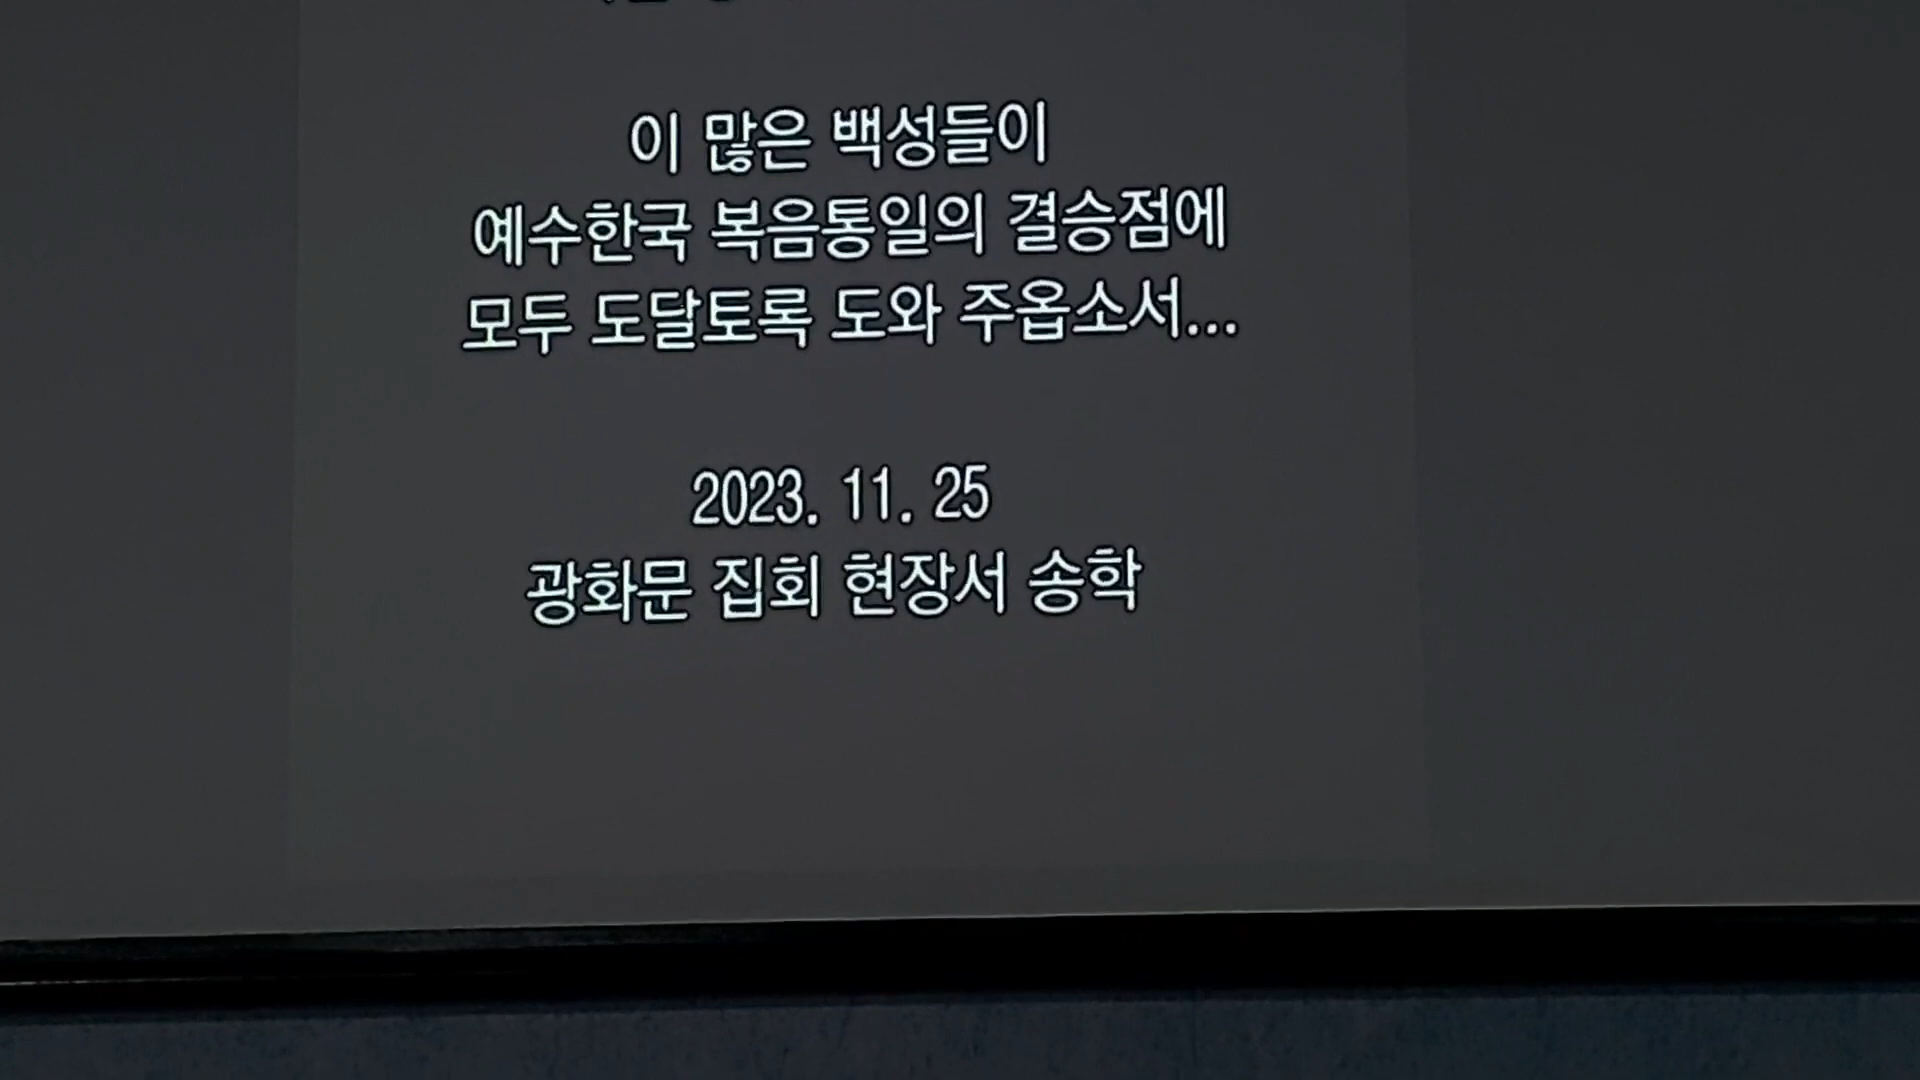 이 많은 백성들이
예수한국 복음통일의 결승점에
모두 도달토록 도와 주옵소서...
2023. 11. 25
광화문 집회 현장서 송학